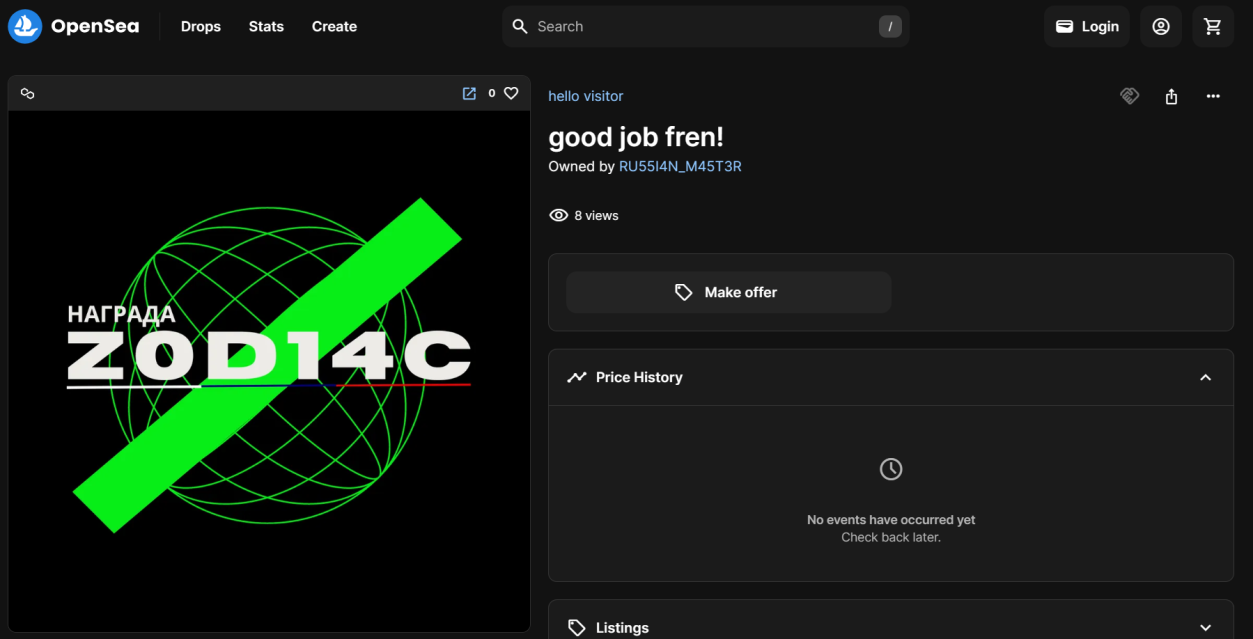 OpenSea
Drops
Stats
Create
Search
/
Login
0
НАГРАДА
Z0D14C
hello visitor
good job fren!
Owned by RU55I4N_M45T3R
8 views
Make offer
Price History
No events have occurred yet
Check back later.
Listings